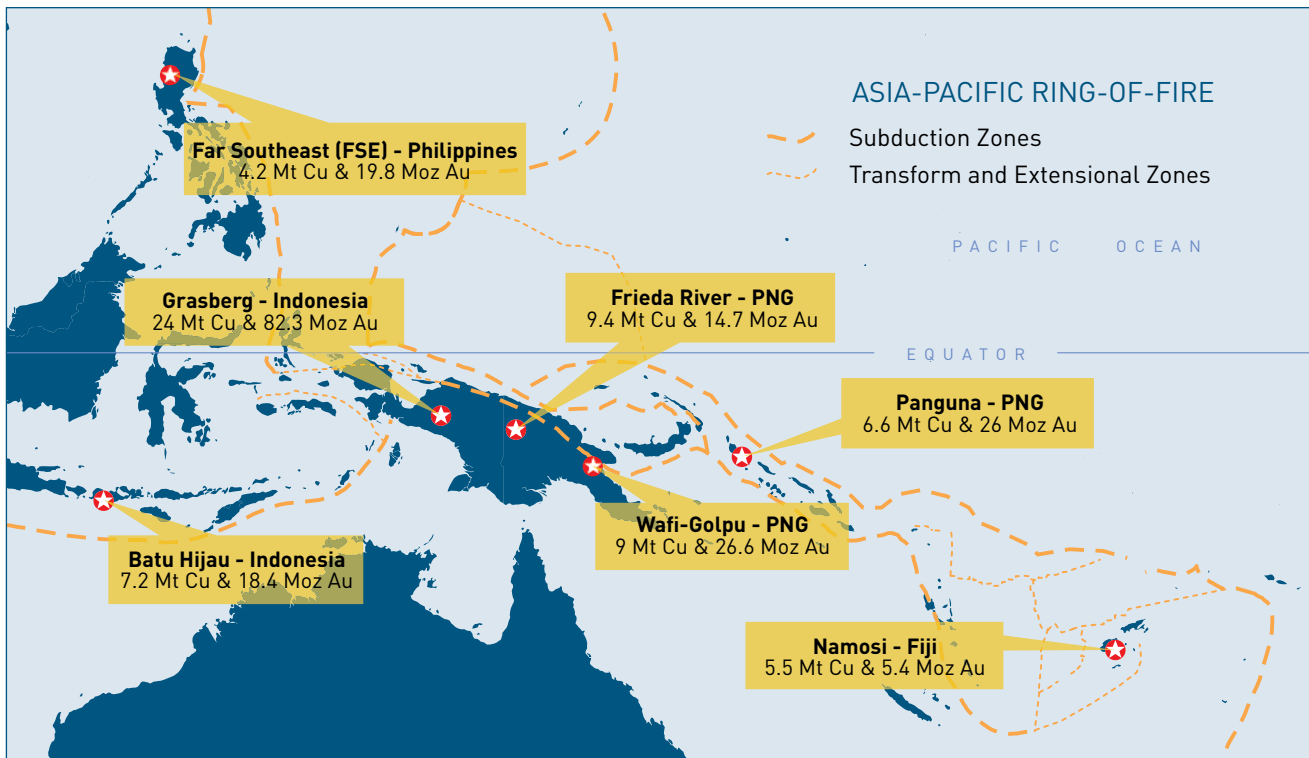 ASIA-PACIFIC RING-OF-FIRE
Subduction Zones
Transform and Extensional Zones
PACIFIC OCEAN
Far Southeast (FSE) - Philippines
4.2 Mt Cu & 19.8 Moz Au
Grasberg - Indonesia
24 Mt Cu & 82.3 Moz Au
Frieda River - PNG
9.4 Mt Cu & 14.7 Moz Au
EQUATOR
Panguna - PNG
6.6 Mt Cu & 26 Moz Au
Wafi-Golpu - PNG
9 Mt Cu & 26.6 Moz Au
Batu Hijau - Indonesia
7.2 Mt Cu & 18.4 Moz Au
Namosi - Fiji
5.5 Mt Cu & 5.4 Moz Au